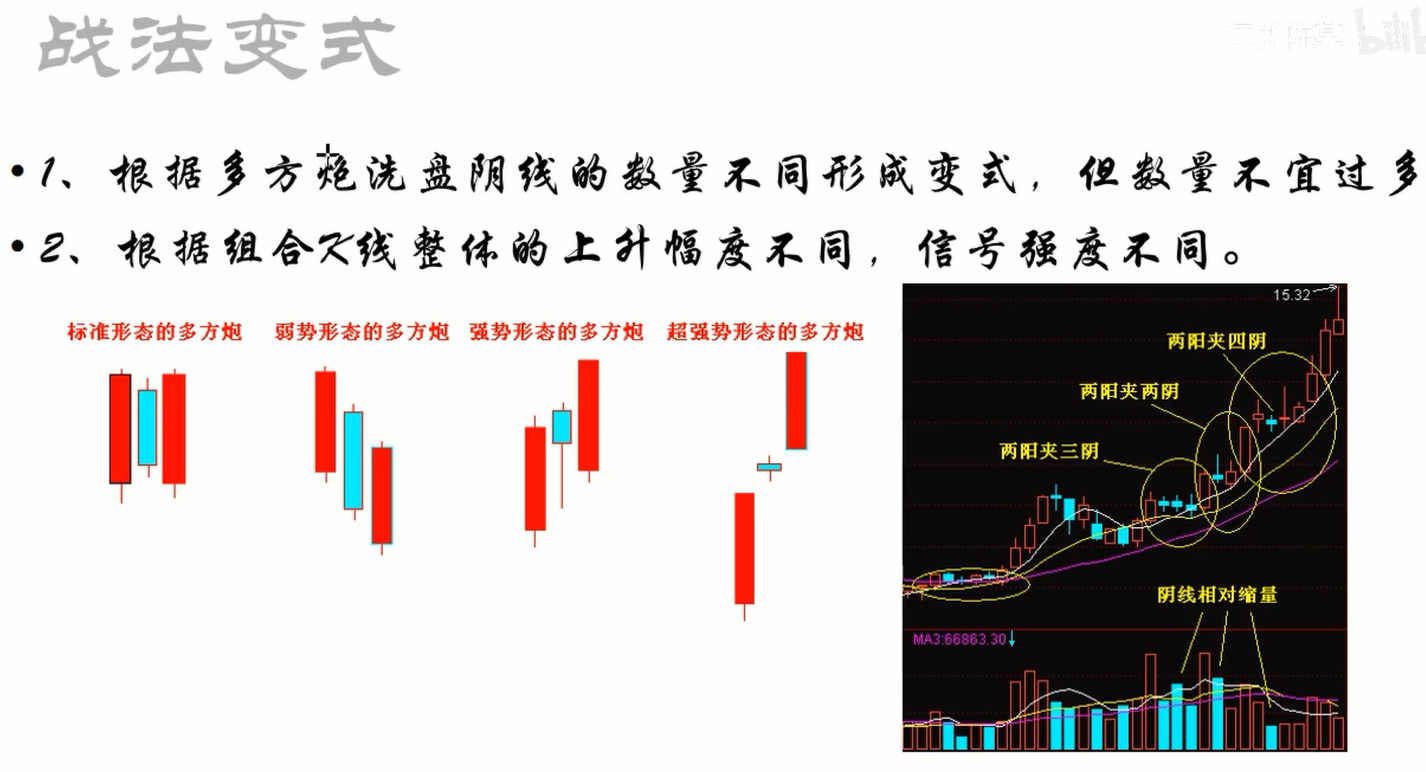 战法变式
• 1、根据多方炮洗盘阴线的数量不同形成变式，但数量不宜过多
• 2、根据组合K线整体的上升幅度不同，信号强度不同。
标准形态的多方炮 弱势形态的多方炮 强势形态的多方炮 超强势形态的多方炮
15.32
两阳夹四阴
两阳夹两阴
两阳夹三阴
阴线相对缩量
MA3:66863.30↓